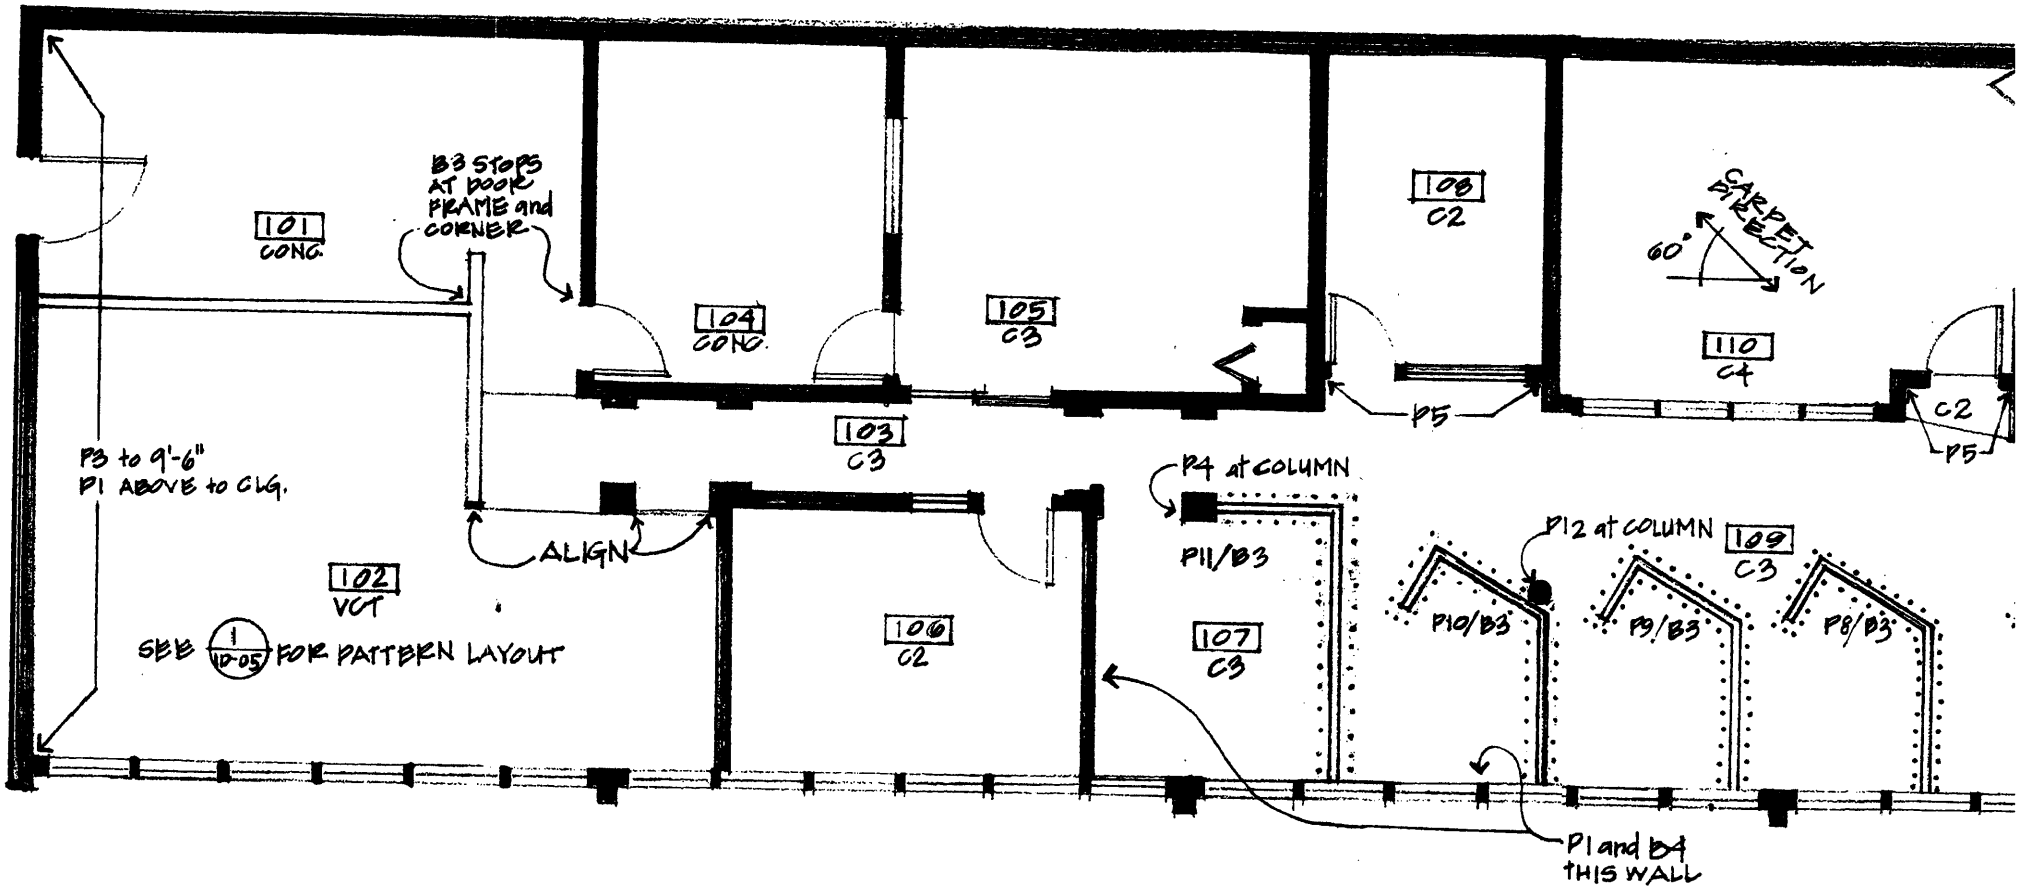 B3 STOPS
AT DOOR
FRAME and
CORNER
101
CONC.
104
CONC.
105
C3
108
C2
CARPET
DIRECTION
60°
110
C4
C2
P5
P5
103
C3
P3 to 9'-6"
P1 ABOVE to CLG.
P4 at COLUMN
ALIGN
P11/B3
P12 at COLUMN
109
C3
102
VCT
SEE 1 ID-05 FOR PATTERN LAYOUT
106
C2
107
C3
P10/B3
P9/B3
P8/B3
P1 and B4
THIS WALL